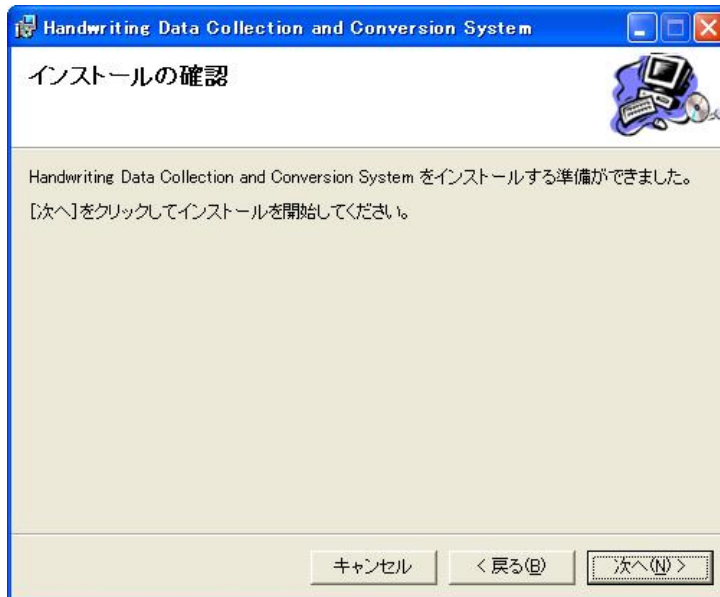 Handwriting Data Collection and Conversion System
インストールの確認
Handwriting Data Collection and Conversion System をインストールする準備ができました。
[次へ]をクリックしてインストールを開始してください。
キャンセル
< 戻る(B)
次へ(N) >